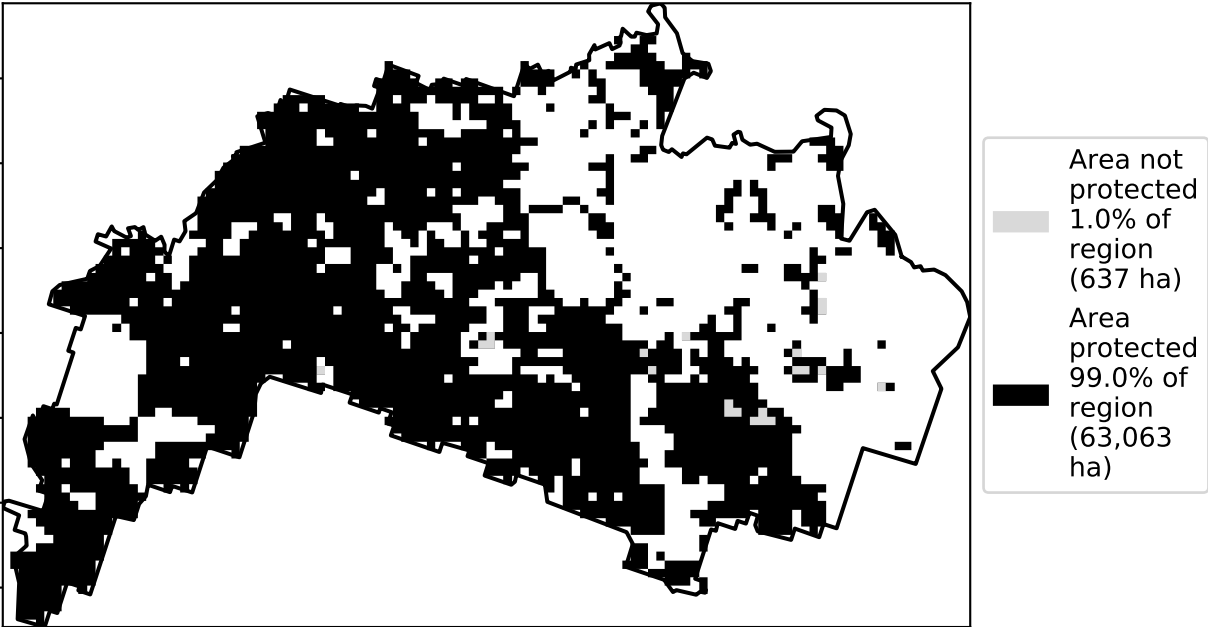 Area not
protected
1.0% of
region
(637 ha)
Area
protected
99.0% of
region
(63,063
ha)